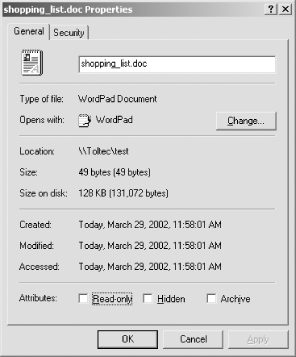 shopping_list.doc Properties
General Security
shopping_list.doc
Type of file: WordPad Document
Opens with: WordPad Change...
Location: \\Toltec\test
Size: 49 bytes (49 bytes)
Size on disk: 128 KB (131,072 bytes)
Created: Today, March 29, 2002, 11:58:01 AM
Modified: Today, March 29, 2002, 11:58:01 AM
Accessed: Today, March 29, 2002, 11:58:01 AM
Attributes: Read-only Hidden Archive
OK Cancel Apply